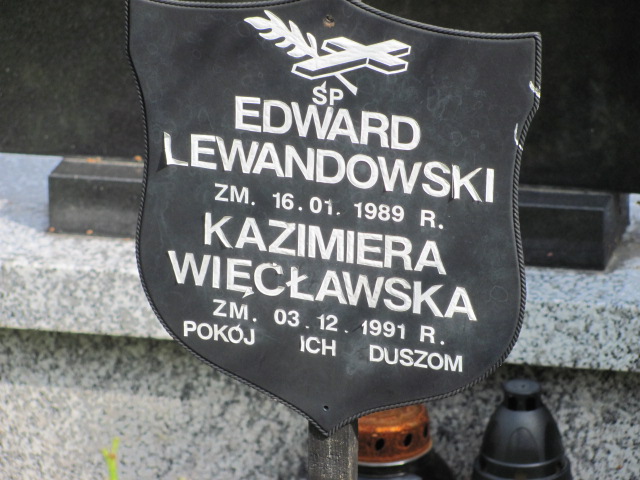 ŚP
EDWARD
LEWANDOWSKI
ZM. 16.01.1989 R.
KAZIMIERA
WIĘCŁAWSKA
ZM. 03.12.1991 R.
POKÓJ ICH DUSZOM